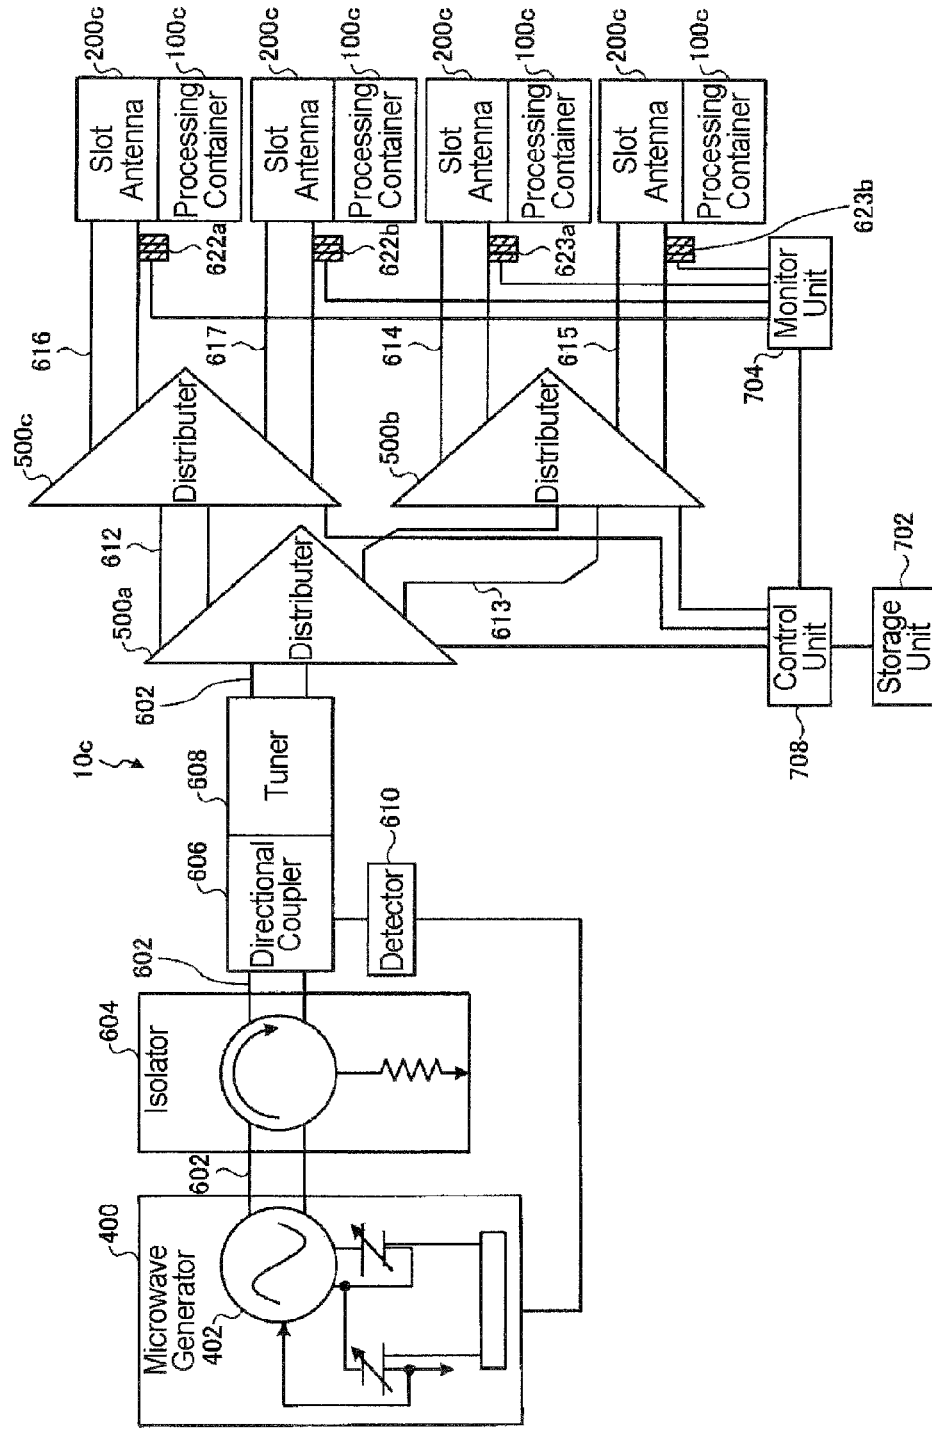 10c
400
Microwave
Generator
402
602
604
Isolator
602
606
Directional
Coupler
610
Detector
608
Tuner
602
500a
Distributer
612
613
500c
Distributer
500b
Distributer
616
617
614
615
622a
622b
623a
623b
200c
Slot
Antenna
100c
Processing
Container
200c
Slot
Antenna
100c
Processing
Container
200c
Slot
Antenna
100c
Processing
Container
200c
Slot
Antenna
100c
Processing
Container
704
Monitor
Unit
708
Control
Unit
702
Storage
Unit